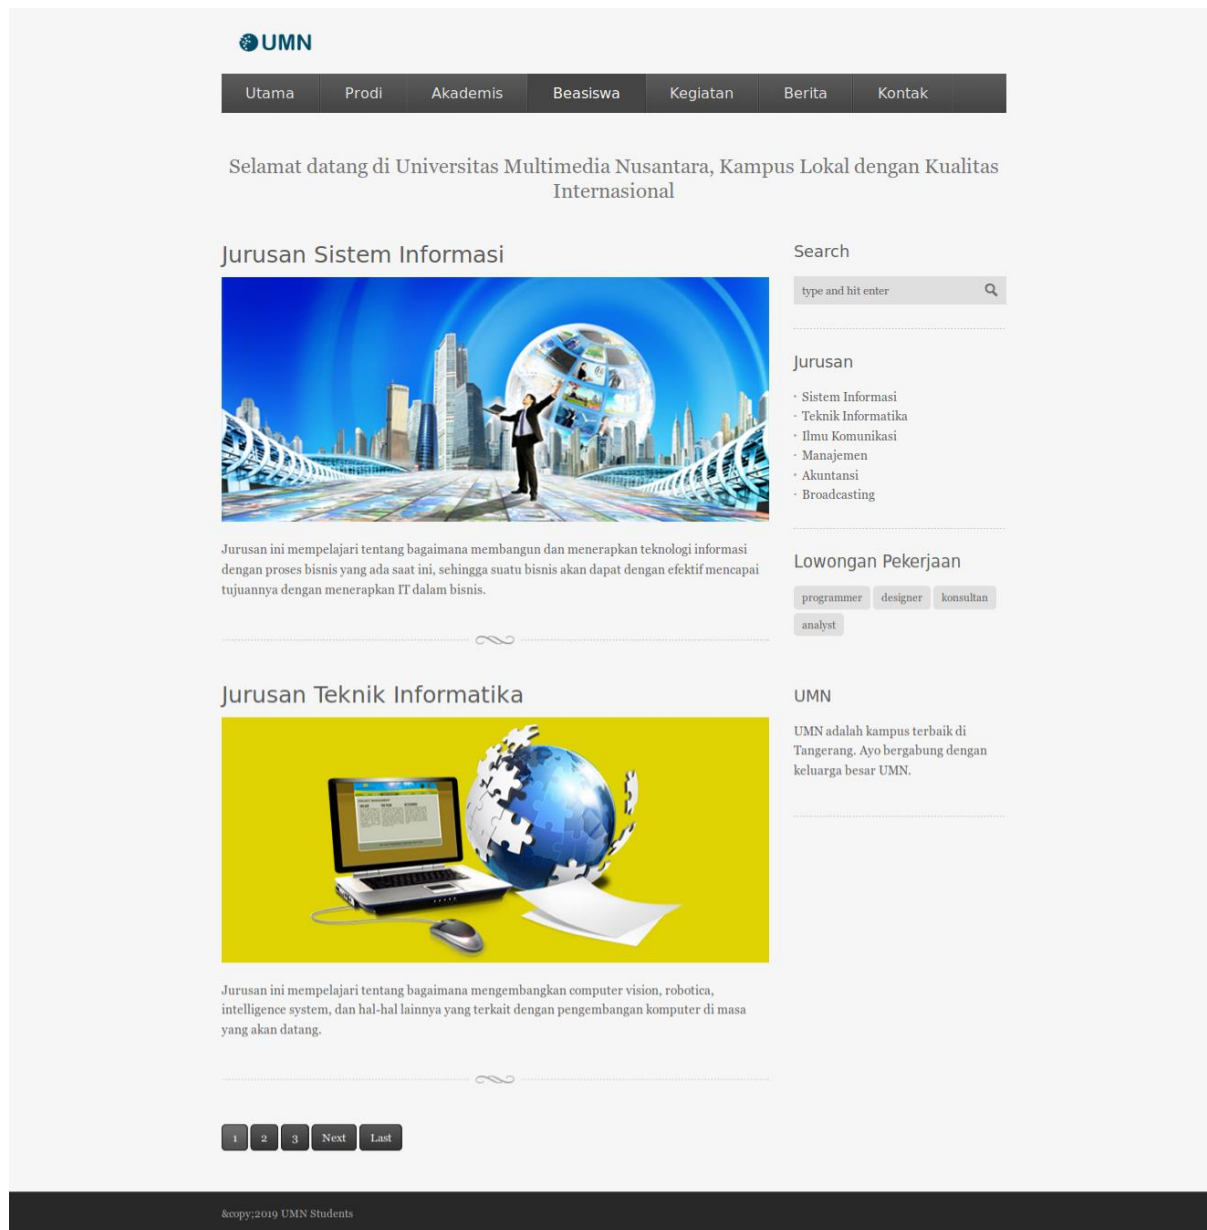 UMN
Utama Prodi Akademis Beasiswa Kegiatan Berita Kontak
Selamat datang di Universitas Multimedia Nusantara, Kampus Lokal dengan Kualitas
Internasional
Jurusan Sistem Informasi
Jurusan ini mempelajari tentang bagaimana membangun dan menerapkan teknologi informasi
dengan proses bisnis yang ada saat ini, sehingga suatu bisnis akan dapat dengan efektif mencapai
tujuannya dengan menerapkan IT dalam bisnis.
Jurusan Teknik Informatika
Jurusan ini mempelajari tentang bagaimana mengembangkan computer vision, robotica,
intelligence system, dan hal-hal lainnya yang terkait dengan pengembangan komputer di masa
yang akan datang.
1 2 3 Next Last
Search
type and hit enter
Jurusan
· Sistem Informasi
· Teknik Informatika
· Ilmu Komunikasi
· Manajemen
· Akuntansi
· Broadcasting
Lowongan Pekerjaan
programmer designer konsultan
analyst
UMN
UMN adalah kampus terbaik di
Tangerang. Ayo bergabung dengan
keluarga besar UMN.
&copy;2019 UMN Students